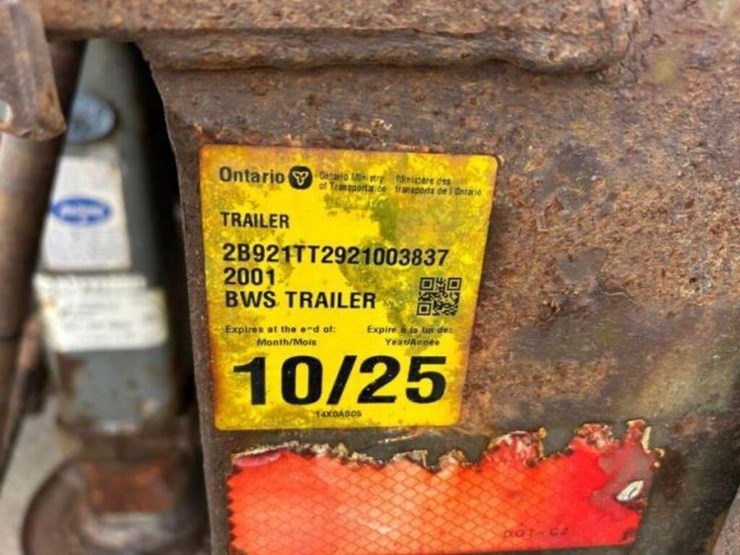 Ontario
Ontario Ministry of Transportation
Ministère des transports de l'Ontario
TRAILER
2B921TT2921003837
2001
BWS TRAILER
Expires at the end of: Expire à la fin de:
Month/Mois Year/Année
10/25
14X0A805
DOT-C2